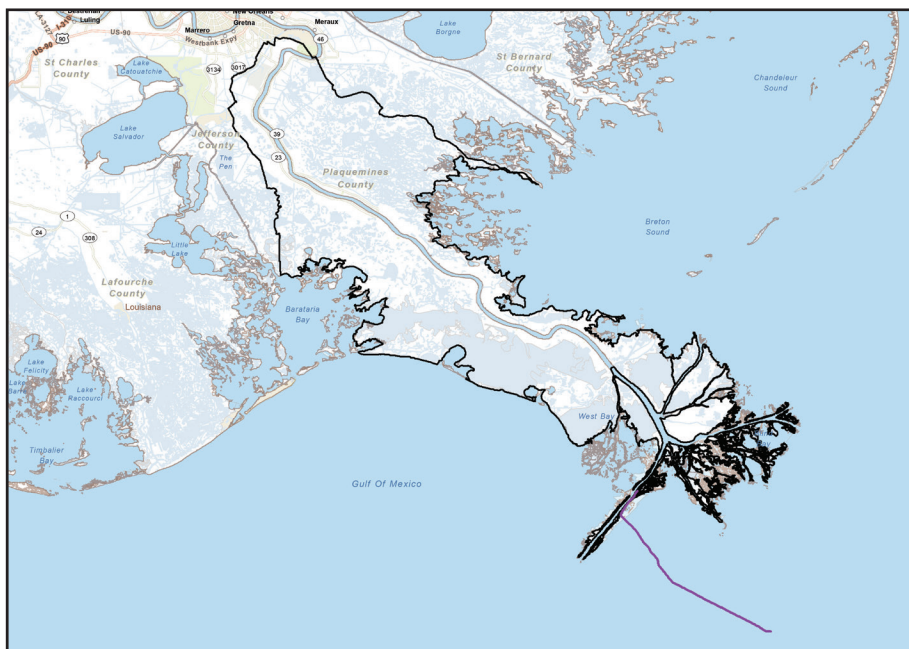 Destrehan
Luling
New Orleans
Gretna
Meraux
Marrero
Westbank Expy
46
90
US-90
I-310
US-90
St Charles
County
Lake
Catouatchie
3134
3017
Lake
Borgne
St Bernard
County
Chandeleur
Sound
Lake
Salvador
Jefferson
County
The
Pen
39
23
Plaquemines
County
Breton
Sound
1
24
308
Little
Lake
Lafourche
County
Louisiana
Barataria
Bay
Lake
Felicity
Lake
Lake
Raccourci
Timbalier
Bay
West Bay
Gulf Of Mexico